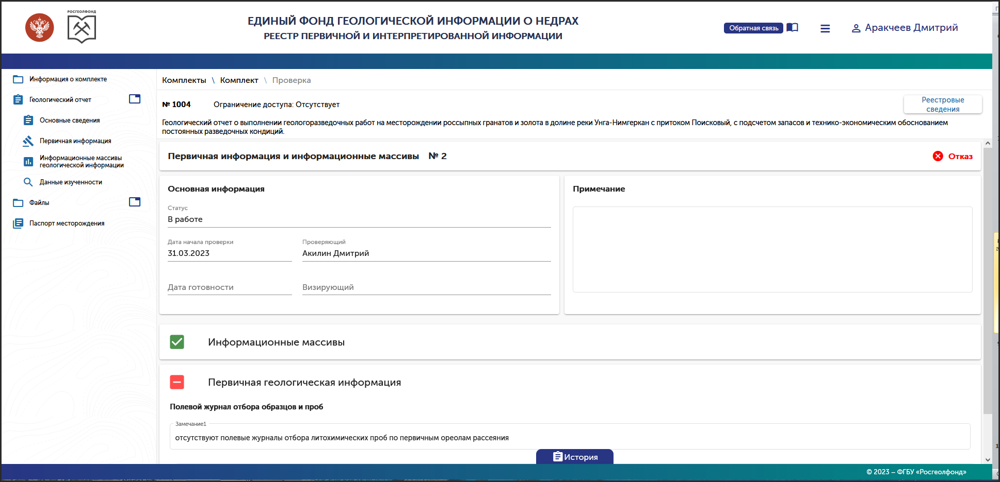 РОСГЕОЛФОНД
ЕДИНЫЙ ФОНД ГЕОЛОГИЧЕСКОЙ ИНФОРМАЦИИ О НЕДРАХ
РЕЕСТР ПЕРВИЧНОЙ И ИНТЕРПРЕТИРОВАННОЙ ИНФОРМАЦИИ
Обратная связь
Аракчеев Дмитрий
Информация о комплекте
Геологический отчет
Основные сведения
Первичная информация
Информационные массивы
геологической информации
Данные изученности
Файлы
Паспорт месторождения
Комплекты \ Комплект \ Проверка
№ 1004 Ограничение доступа: Отсутствует
Реестровые
сведения
Геологический отчет о выполнении геологоразведочных работ на месторождении россыпных гранатов и золота в долине реки Унга-Нимгеркан с притоком Поисковый, с подсчетом запасов и технико-экономическим обоснованием
постоянных разведочных кондиций.
Первичная информация и информационные массивы № 2
Отказ
Основная информация
Статус
В работе
Дата начала проверки
31.03.2023
Проверяющий
Акилин Дмитрий
Дата готовности
Визирующий
Примечание
Информационные массивы
Первичная геологическая информация
Полевой журнал отбора образцов и проб
Замечание1
отсутствуют полевые журналы отбора литохимических проб по первичным ореолам рассеяния
История
© 2023 – ФГБУ «Росгеолфонд»